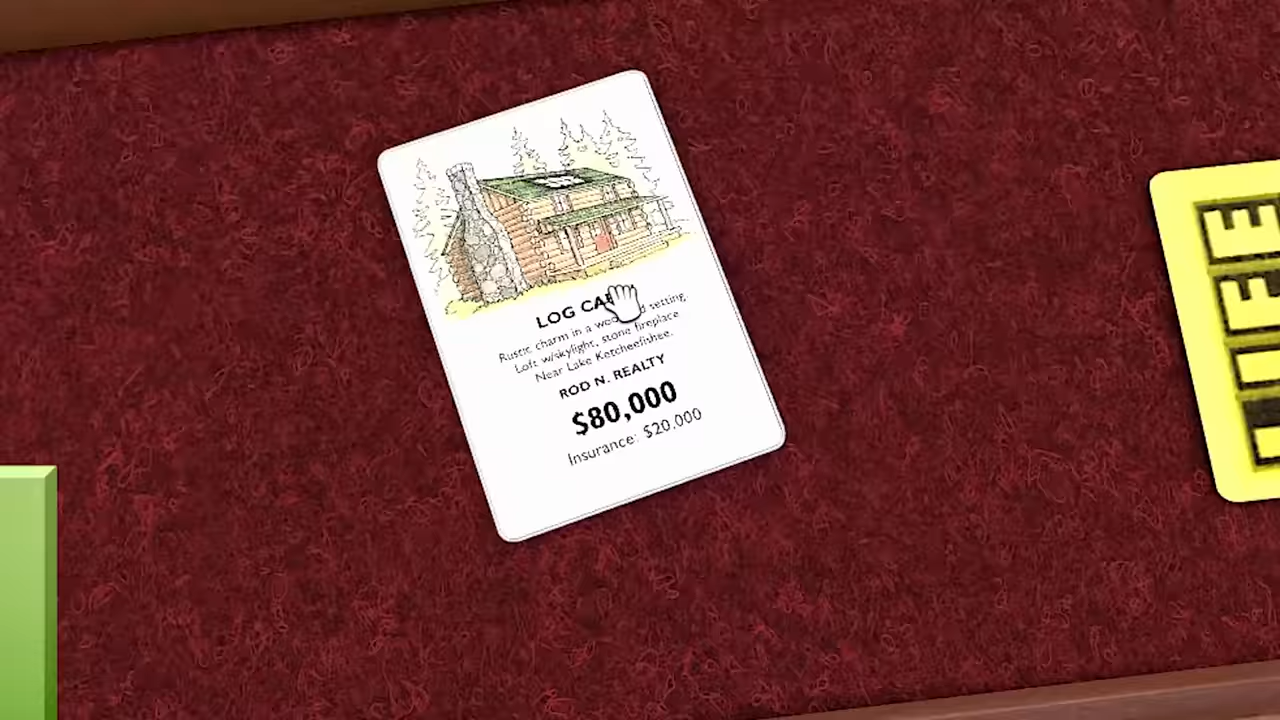 LOG CA
Rustic charm in a setting.
Loft w/skylight, stone fireplace
Near Lake Ketcheefishee.
ROD N. REALTY
$80,000
Insurance: $20,000
LIFE